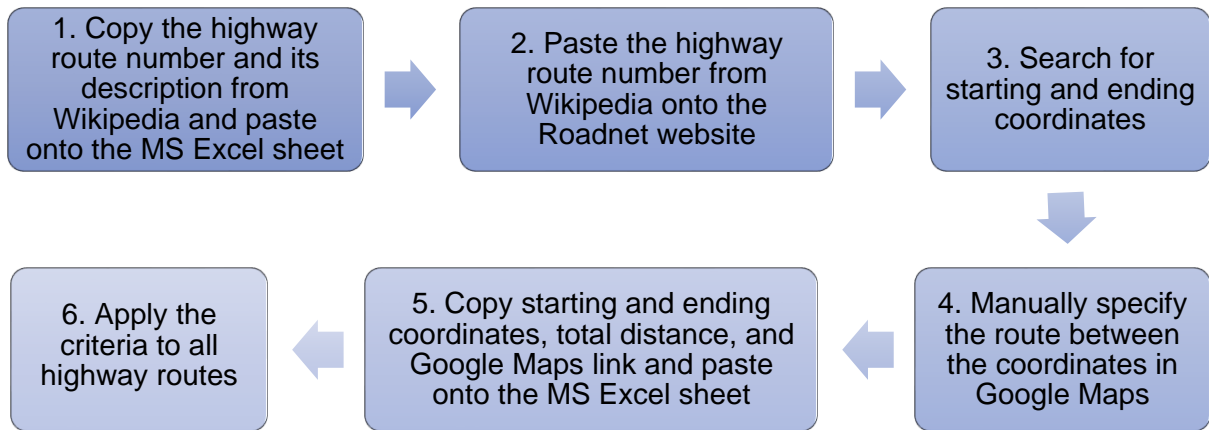 1. Copy the highway
route number and its
description from
Wikipedia and paste
onto the MS Excel sheet
2. Paste the highway
route number from
Wikipedia onto the
Roadnet website
3. Search for
starting and ending
coordinates
4. Manually specify
the route between
the coordinates in
Google Maps
5. Copy starting and ending
coordinates, total distance, and
Google Maps link and paste
onto the MS Excel sheet
6. Apply the
criteria to all
highway routes